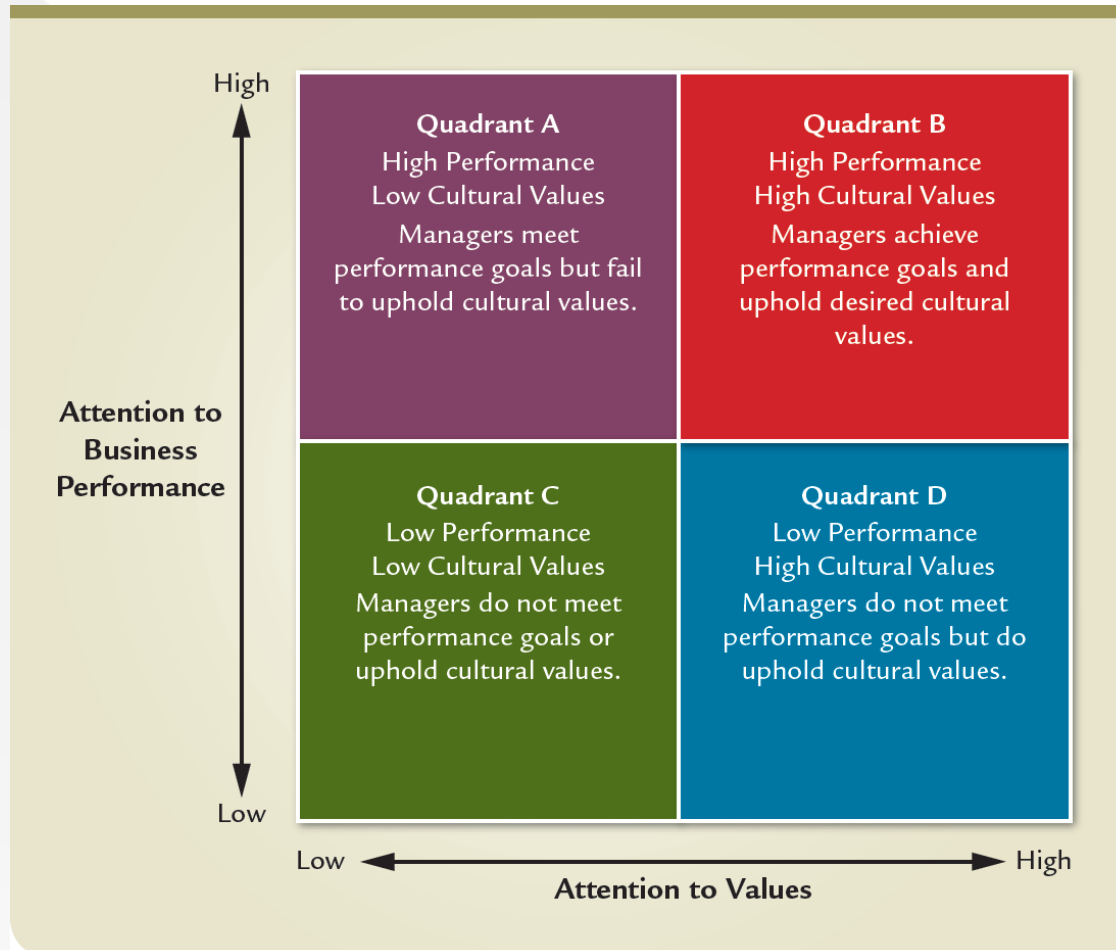 High
Quadrant A
High Performance
Low Cultural Values
Managers meet
performance goals but fail
to uphold cultural values.
Quadrant B
High Performance
High Cultural Values
Managers achieve
performance goals and
uphold desired cultural
values.
Attention to
Business
Performance
Quadrant C
Low Performance
Low Cultural Values
Managers do not meet
performance goals or
uphold cultural values.
Quadrant D
Low Performance
High Cultural Values
Managers do not meet
performance goals but do
uphold cultural values.
Low
Low
High
Attention to Values